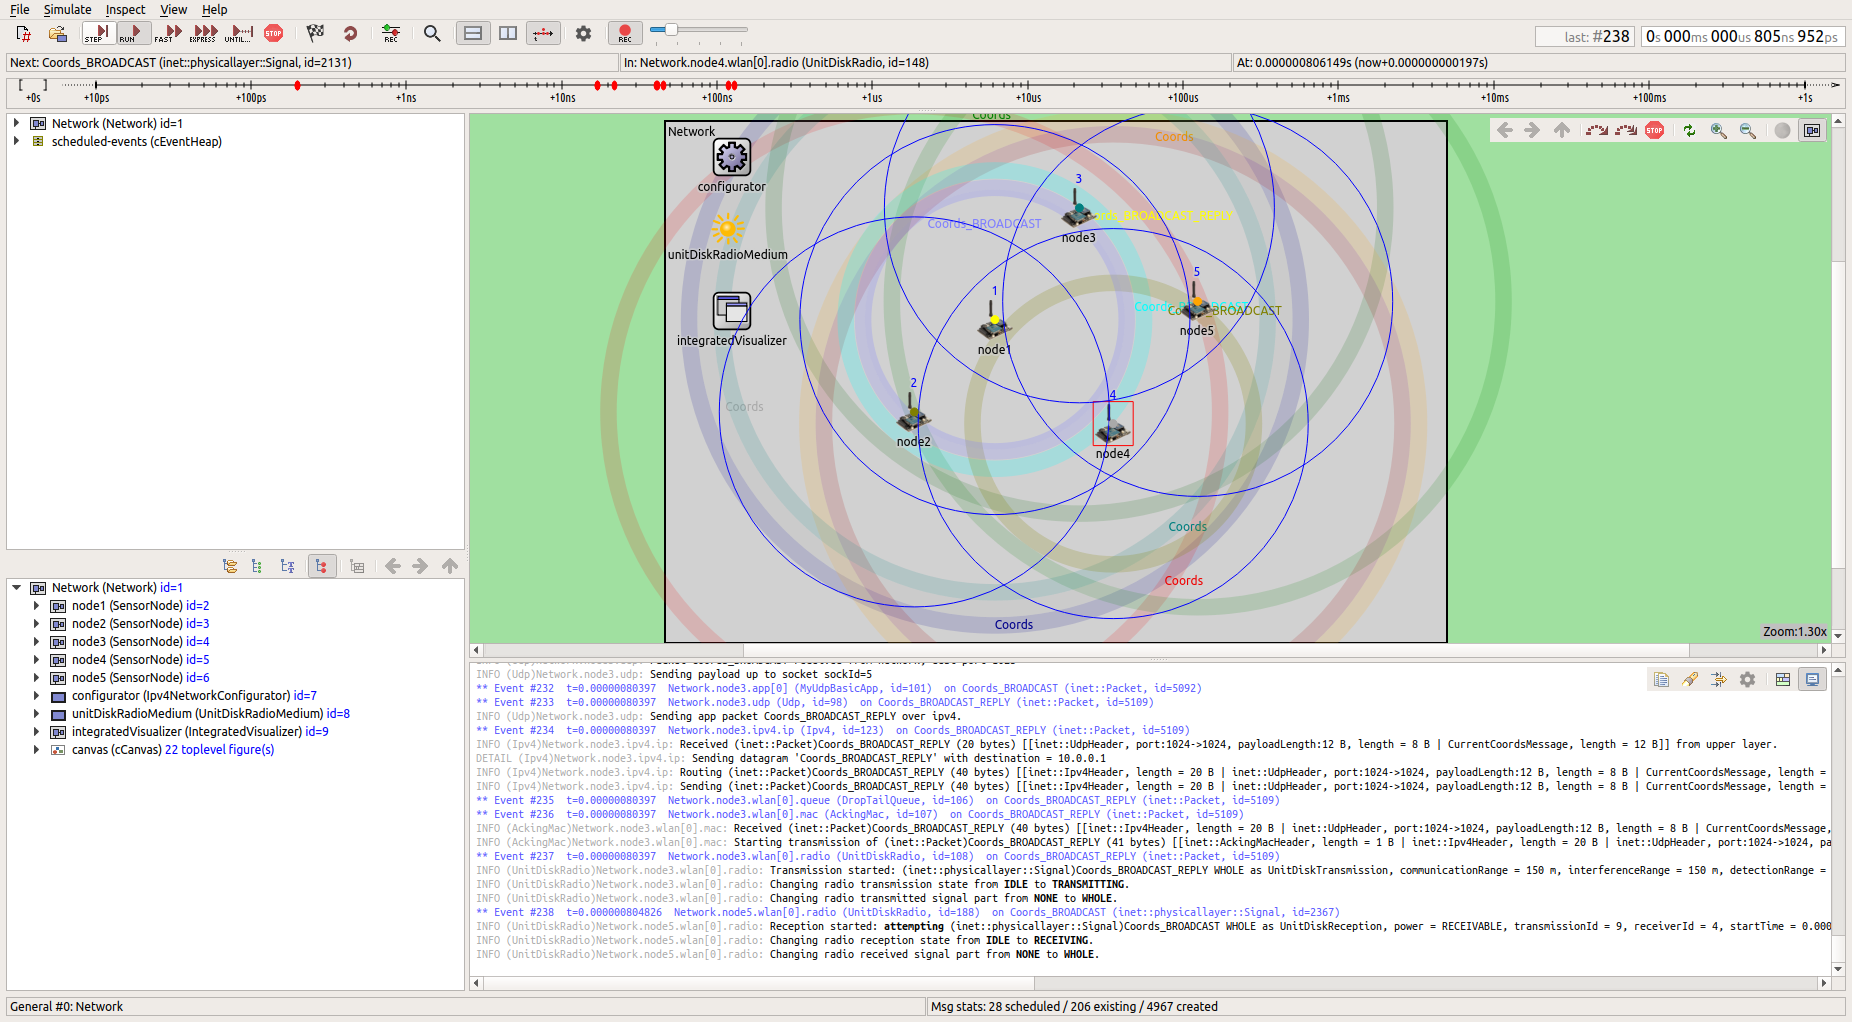 File Simulate Inspect View Help
STEP RUN FAST EXPRESS UNTIL... STOP REC REC last: #238 0s 000ms 000us 805ns 952ps
Next: Coords_BROADCAST (inet::physicallayer::Signal, id=2131) In: Network.node4.wlan[0].radio (UnitDiskRadio, id=148) At: 0.000000806149s (now+0.000000000197s)
+0s +10ps +100ps +1ns +10ns +100ns +1us +10us +100us +1ms +10ms +100ms +1s
Network (Network) id=1
scheduled-events (cEventHeap)
Network (Network) id=1
node1 (SensorNode) id=2
node2 (SensorNode) id=3
node3 (SensorNode) id=4
node4 (SensorNode) id=5
node5 (SensorNode) id=6
configurator (Ipv4NetworkConfigurator) id=7
unitDiskRadioMedium (UnitDiskRadioMedium) id=8
integratedVisualizer (IntegratedVisualizer) id=9
canvas (cCanvas) 22 toplevel figure(s)
Coords
Network
Coords
STOP
configurator
3
Coords_BROADCAST
ords_BROADCAST_REPLY
node3
unitDiskRadioMedium
5
1
node5
integratedVisualizer
node1
2
4
Coords
node2
node4
Coords
Coords
Coords
Zoom:1.30x
INFO (Udp)Network.node3.udp: Sending payload up to socket sockId=5
** Event #232 t=0.00000080397 Network.node3.app[0] (MyUdpBasicApp, id=101) on Coords_BROADCAST (inet::Packet, id=5092)
** Event #233 t=0.00000080397 Network.node3.udp (Udp, id=98) on Coords_BROADCAST_REPLY (inet::Packet, id=5109)
INFO (Udp)Network.node3.udp: Sending app packet Coords_BROADCAST_REPLY over ipv4.
** Event #234 t=0.00000080397 Network.node3.ipv4.ip (Ipv4, id=123) on Coords_BROADCAST_REPLY (inet::Packet, id=5109)
INFO (Ipv4)Network.node3.ipv4.ip: Received (inet::Packet)Coords_BROADCAST_REPLY (20 bytes) [[inet::UdpHeader, port:1024->1024, payloadLength:12 B, length = 8 B | CurrentCoordsMessage, length = 12 B]] from upper layer.
DETAIL (Ipv4)Network.node3.ipv4.ip: Sending datagram 'Coords_BROADCAST_REPLY' with destination = 10.0.0.1
INFO (Ipv4)Network.node3.ipv4.ip: Routing (inet::Packet)Coords_BROADCAST_REPLY (40 bytes) [[inet::Ipv4Header, length = 20 B | inet::UdpHeader, port:1024->1024, payloadLength:12 B, length = 8 B | CurrentCoordsMessage, length =
INFO (Ipv4)Network.node3.ipv4.ip: Sending (inet::Packet)Coords_BROADCAST_REPLY (40 bytes) [[inet::Ipv4Header, length = 20 B | inet::UdpHeader, port:1024->1024, payloadLength:12 B, length = 8 B | CurrentCoordsMessage, length =
** Event #235 t=0.00000080397 Network.node3.wlan[0].queue (DropTailQueue, id=106) on Coords_BROADCAST_REPLY (inet::Packet, id=5109)
** Event #236 t=0.00000080397 Network.node3.wlan[0].mac (AckingMac, id=107) on Coords_BROADCAST_REPLY (inet::Packet, id=5109)
INFO (AckingMac)Network.node3.wlan[0].mac: Received (inet::Packet)Coords_BROADCAST_REPLY (40 bytes) [[inet::Ipv4Header, length = 20 B | inet::UdpHeader, port:1024->1024, payloadLength:12 B, length = 8 B | CurrentCoordsMessage,
INFO (AckingMac)Network.node3.wlan[0].mac: Starting transmission of (inet::Packet)Coords_BROADCAST_REPLY (41 bytes) [[inet::AckingMacHeader, length = 1 B | inet::Ipv4Header, length = 20 B | inet::UdpHeader, port:1024->1024, pa
** Event #237 t=0.00000080397 Network.node3.wlan[0].radio (UnitDiskRadio, id=108) on Coords_BROADCAST_REPLY (inet::Packet, id=5109)
INFO (UnitDiskRadio)Network.node3.wlan[0].radio: Transmission started: (inet::physicallayer::Signal)Coords_BROADCAST_REPLY WHOLE as UnitDiskTransmission, communicationRange = 150 m, interferenceRange = 150 m, detectionRange =
INFO (UnitDiskRadio)Network.node3.wlan[0].radio: Changing radio transmission state from IDLE to TRANSMITTING.
INFO (UnitDiskRadio)Network.node3.wlan[0].radio: Changing radio transmitted signal part from NONE to WHOLE.
** Event #238 t=0.000000804826 Network.node5.wlan[0].radio (UnitDiskRadio, id=188) on Coords_BROADCAST (inet::physicallayer::Signal, id=2367)
INFO (UnitDiskRadio)Network.node5.wlan[0].radio: Reception started: attempting (inet::physicallayer::Signal)Coords_BROADCAST WHOLE as UnitDiskReception, power = RECEIVABLE, transmissionId = 9, receiverId = 4, startTime = 0.000
INFO (UnitDiskRadio)Network.node5.wlan[0].radio: Changing radio reception state from IDLE to RECEIVING.
INFO (UnitDiskRadio)Network.node5.wlan[0].radio: Changing radio received signal part from NONE to WHOLE.
General #0: Network Msg stats: 28 scheduled / 206 existing / 4967 created